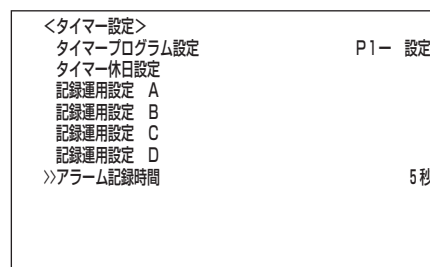 <タイマー設定>
タイマープログラム設定 P1ー 設定
タイマー休日設定
記録運用設定 A
記録運用設定 B
記録運用設定 C
記録運用設定 D
>>アラーム記録時間 5秒